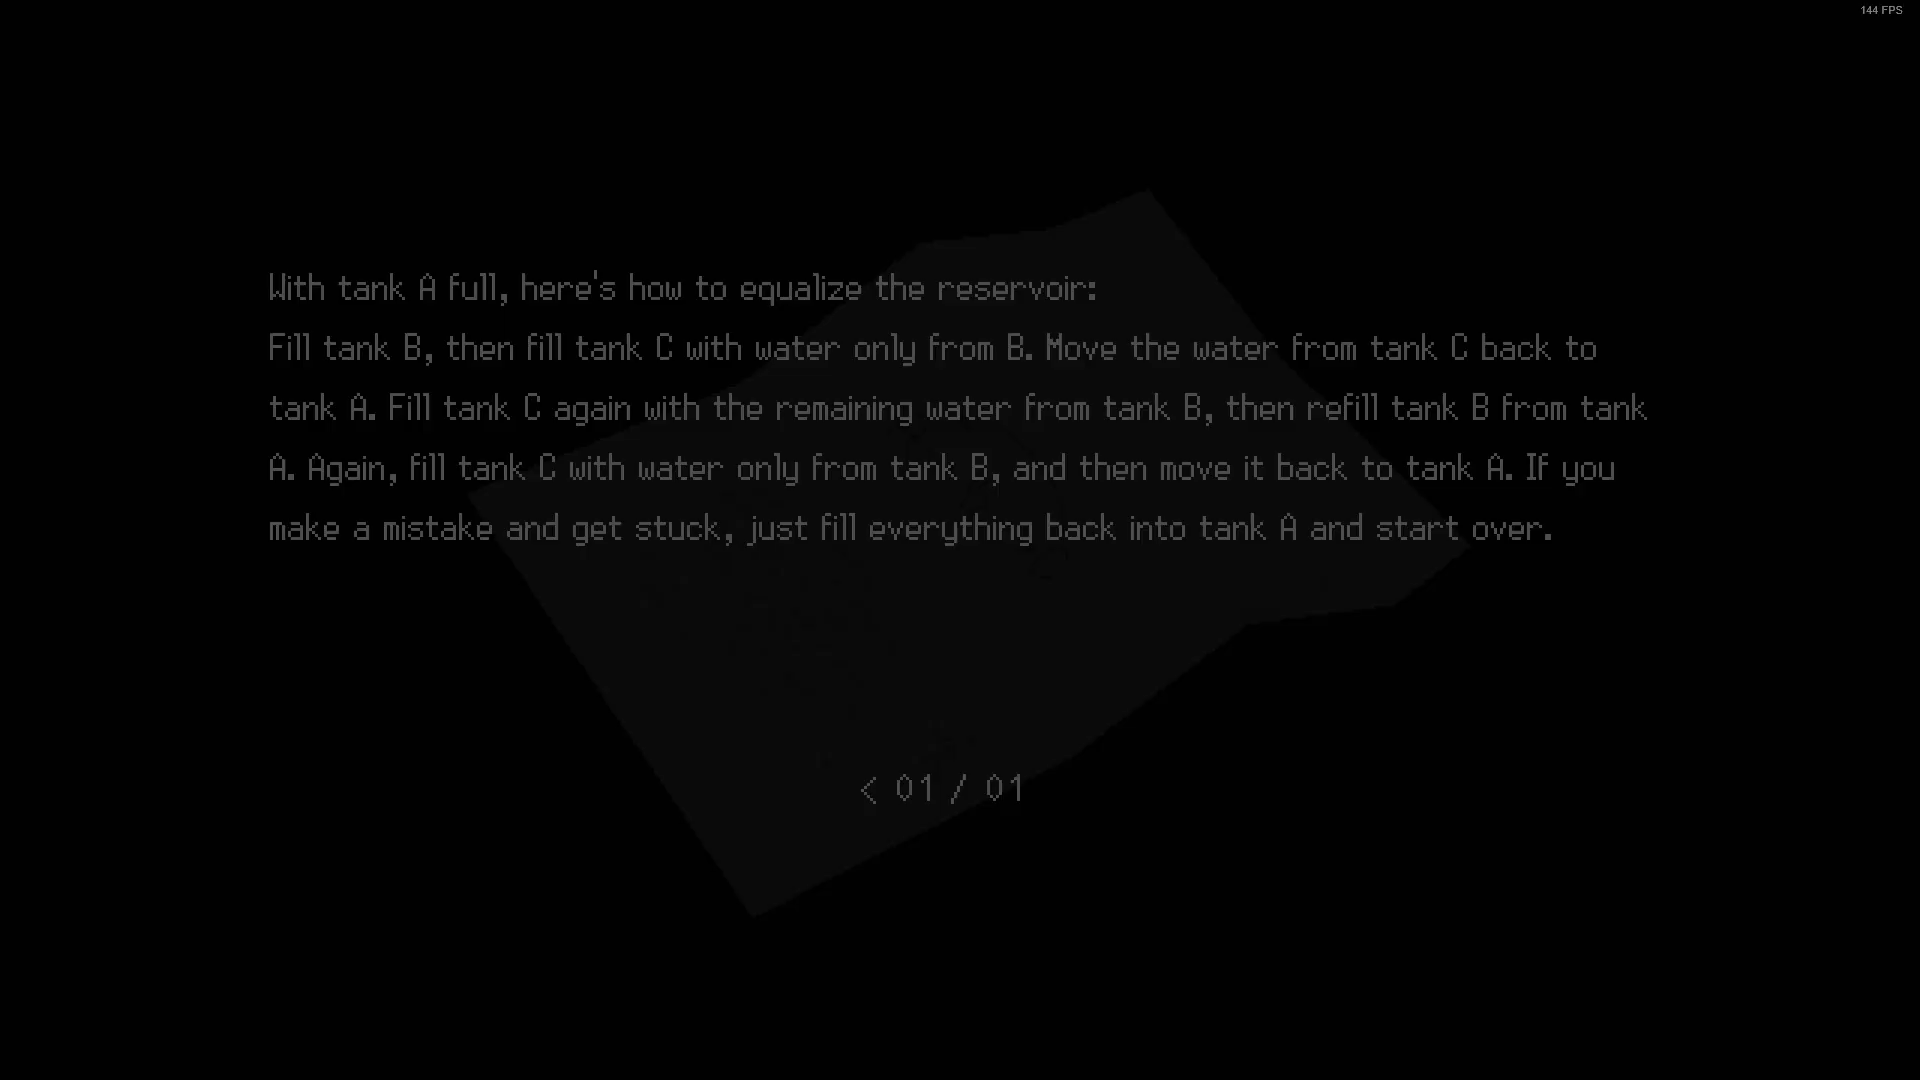 144 FPS
With tank A full, here's how to equalize the reservoir:
Fill tank B, then fill tank C with water only from B. Move the water from tank C back to
tank A. Fill tank C again with the remaining water from tank B, then refill tank B from tank
A. Again, fill tank C with water only from tank B, and then move it back to tank A. If you
make a mistake and get stuck, just fill everything back into tank A and start over.
< 01 / 01